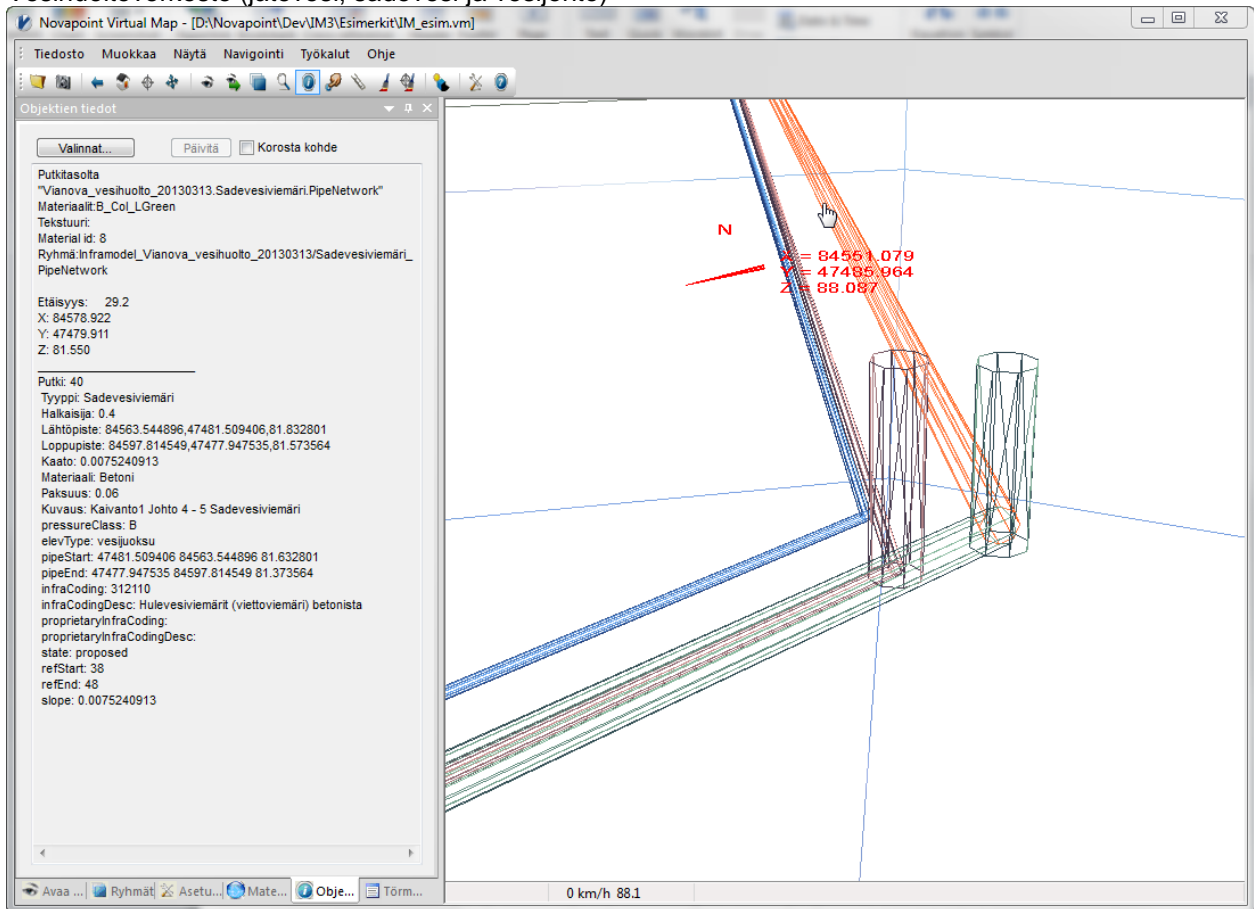 Vesihuoltoverkosto (jätevesi, sadevesi ja vesijohto)
Novapoint Virtual Map - [D:\Novapoint\Dev\IM3\Esimerkit\IM_esim.vm]
Tiedosto Muokkaa Näytä Navigointi Työkalut Ohje
Objektien tiedot
Valinnat... Päivitä Korosta kohde
Putkitasolta
"Vianova_vesihuolto_20130313.Sadevesiviemäri.PipeNetwork"
Materiaalit:B_Col_LGreen
Tekstuuri:
Material id: 8
Ryhmä:Inframodel_Vianova_vesihuolto_20130313/Sadevesiviemäri_
PipeNetwork
Etäisyys: 29.2
X: 84578.922
Y: 47479.911
Z: 81.550
Putki: 40
Tyyppi: Sadevesiviemäri
Halkaisija: 0.4
Lähtöpiste: 84563.544896,47481.509406,81.832801
Loppupiste: 84597.814549,47477.947535,81.573564
Kaato: 0.0075240913
Materiaali: Betoni
Paksuus: 0.06
Kuvaus: Kaivanto1 Johto 4 - 5 Sadevesiviemäri
pressureClass: B
elevType: vesijuoksu
pipeStart: 47481.509406 84563.544896 81.632801
pipeEnd: 47477.947535 84597.814549 81.373564
infraCoding: 312110
infraCodingDesc: Hulevesiviemärit (viettoviemäri) betonista
proprietaryInfraCoding:
proprietaryInfraCodingDesc:
state: proposed
refStart: 38
refEnd: 48
slope: 0.0075240913
N
X = 84551.079
Y = 47485.964
Z = 88.087
Avaa ... Ryhmät Asetu... Mate... Obje... Törm...
0 km/h 88.1